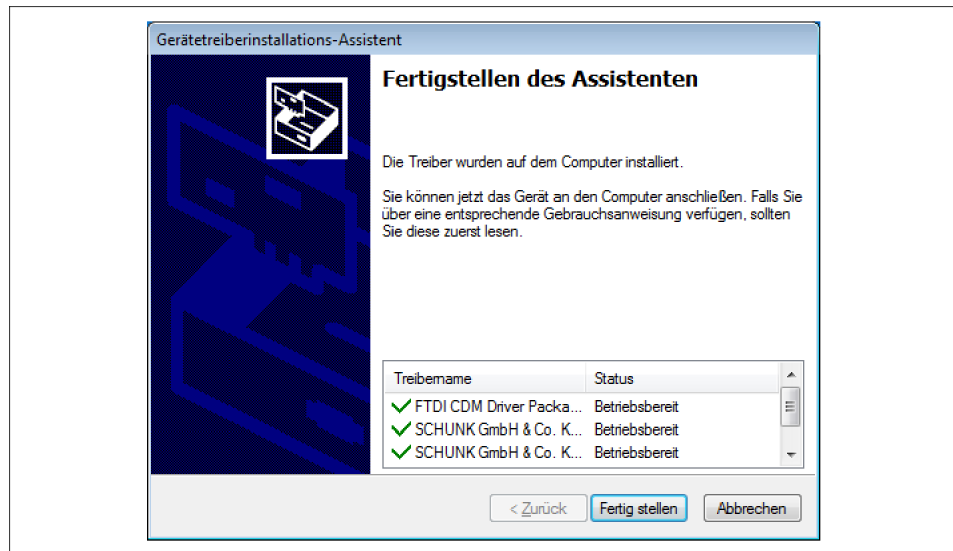 Gerätetreiberinstallations-Assistent
Fertigstellen des Assistenten
Die Treiber wurden auf dem Computer installiert.
Sie können jetzt das Gerät an den Computer anschließen. Falls Sie
über eine entsprechende Gebrauchsanweisung verfügen, sollten
Sie diese zuerst lesen.
Treibername Status
FTDI CDM Driver Packa... Betriebsbereit
SCHUNK GmbH & Co. K... Betriebsbereit
SCHUNK GmbH & Co. K... Betriebsbereit
< Zurück Fertig stellen Abbrechen